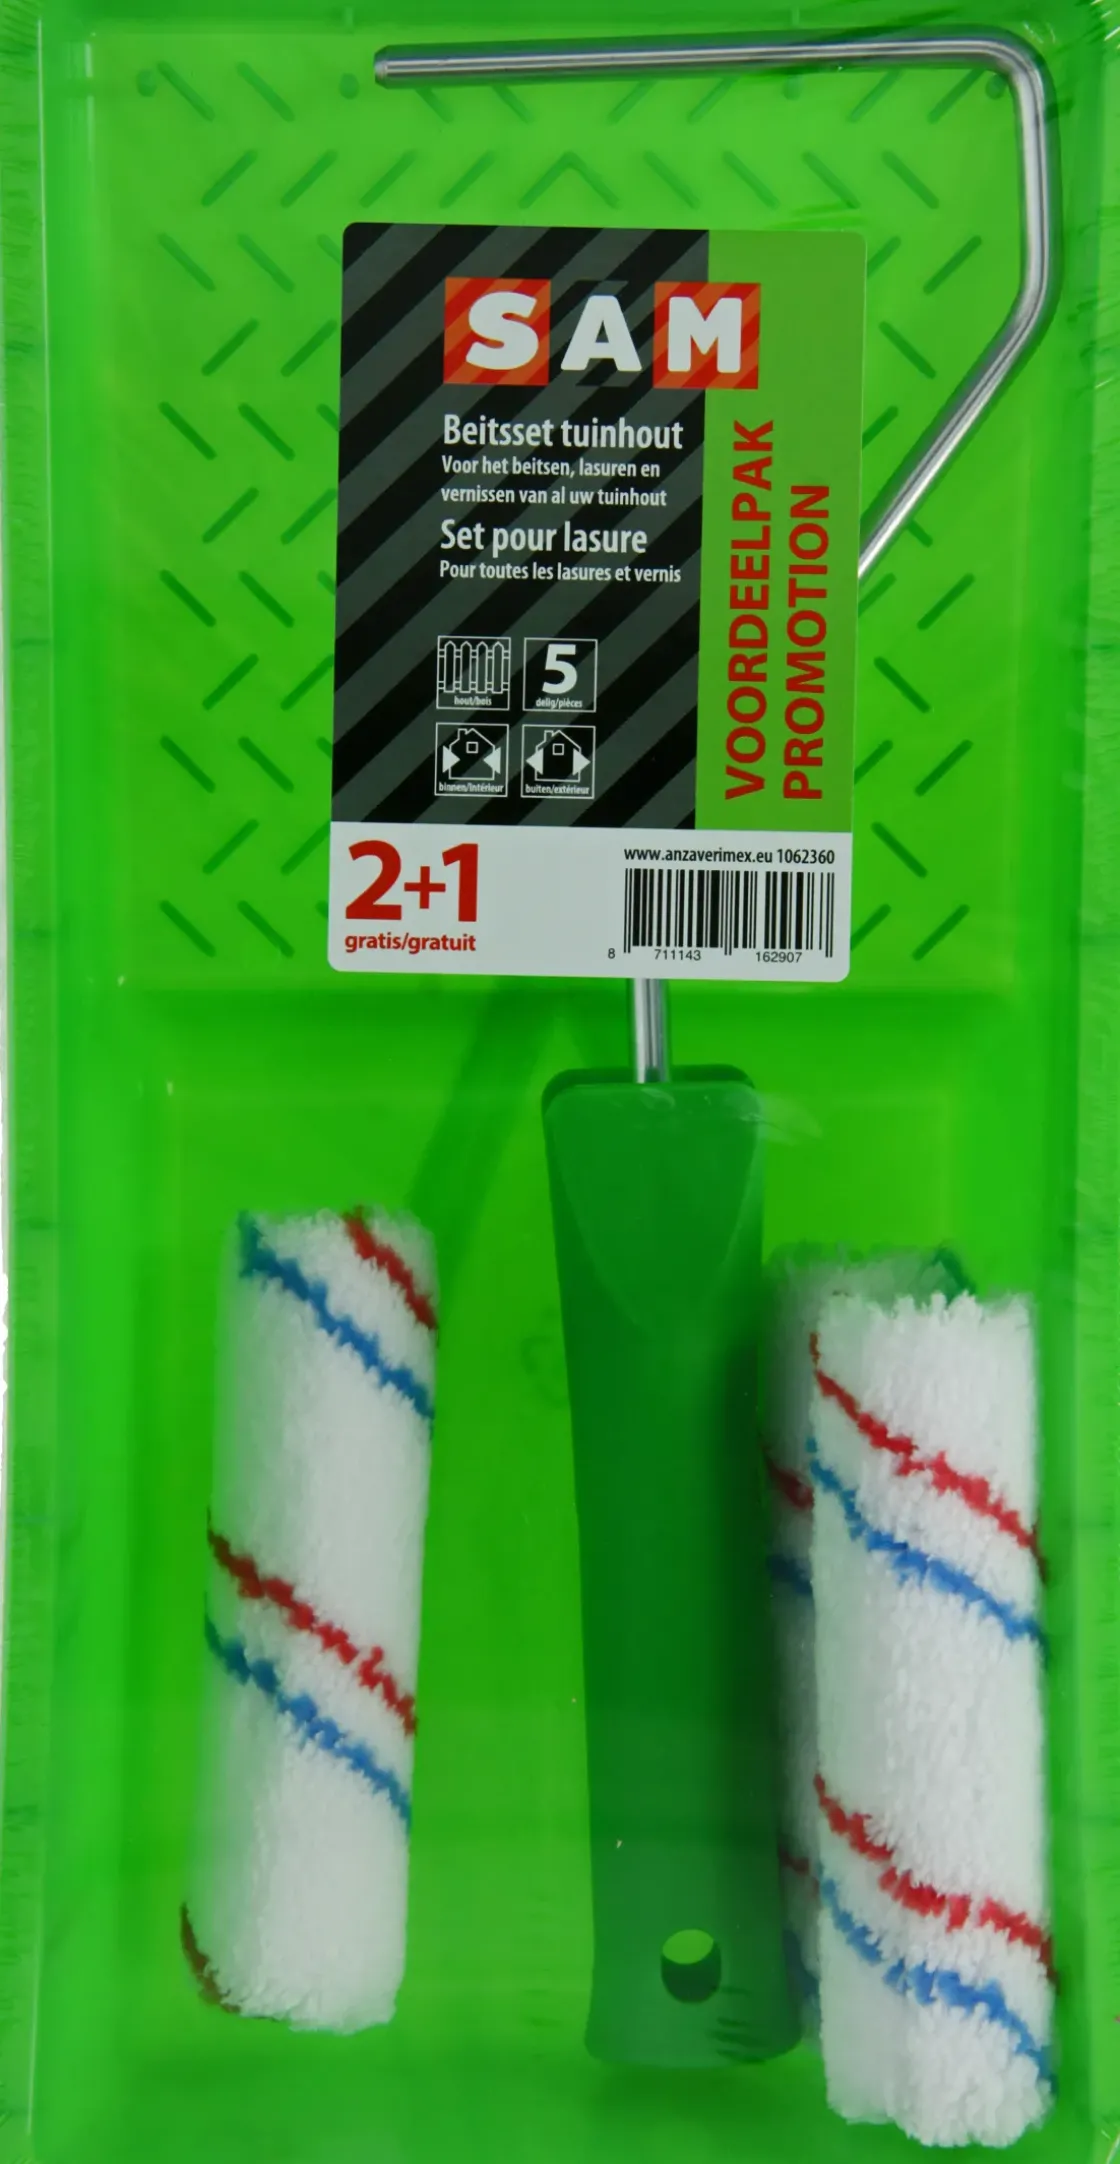 SAM
Beitsset tuinhout
Voor het beitsen, lasuren en
vernissen van al uw tuinhout
Set pour lasure
Pour toutes les lasures et vernis
hout/bois
5
delig/pièces
binnen/intérieur
buiten/extérieur
VOORDEELPAK
PROMOTION
2+1
gratis/gratuit
www.anzaverimex.eu 1062360
8 711143 162907